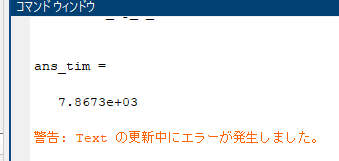 コマンド ウィンドウ
ans_tim =
7.8673e+03
警告: Text の更新中にエラーが発生しました。